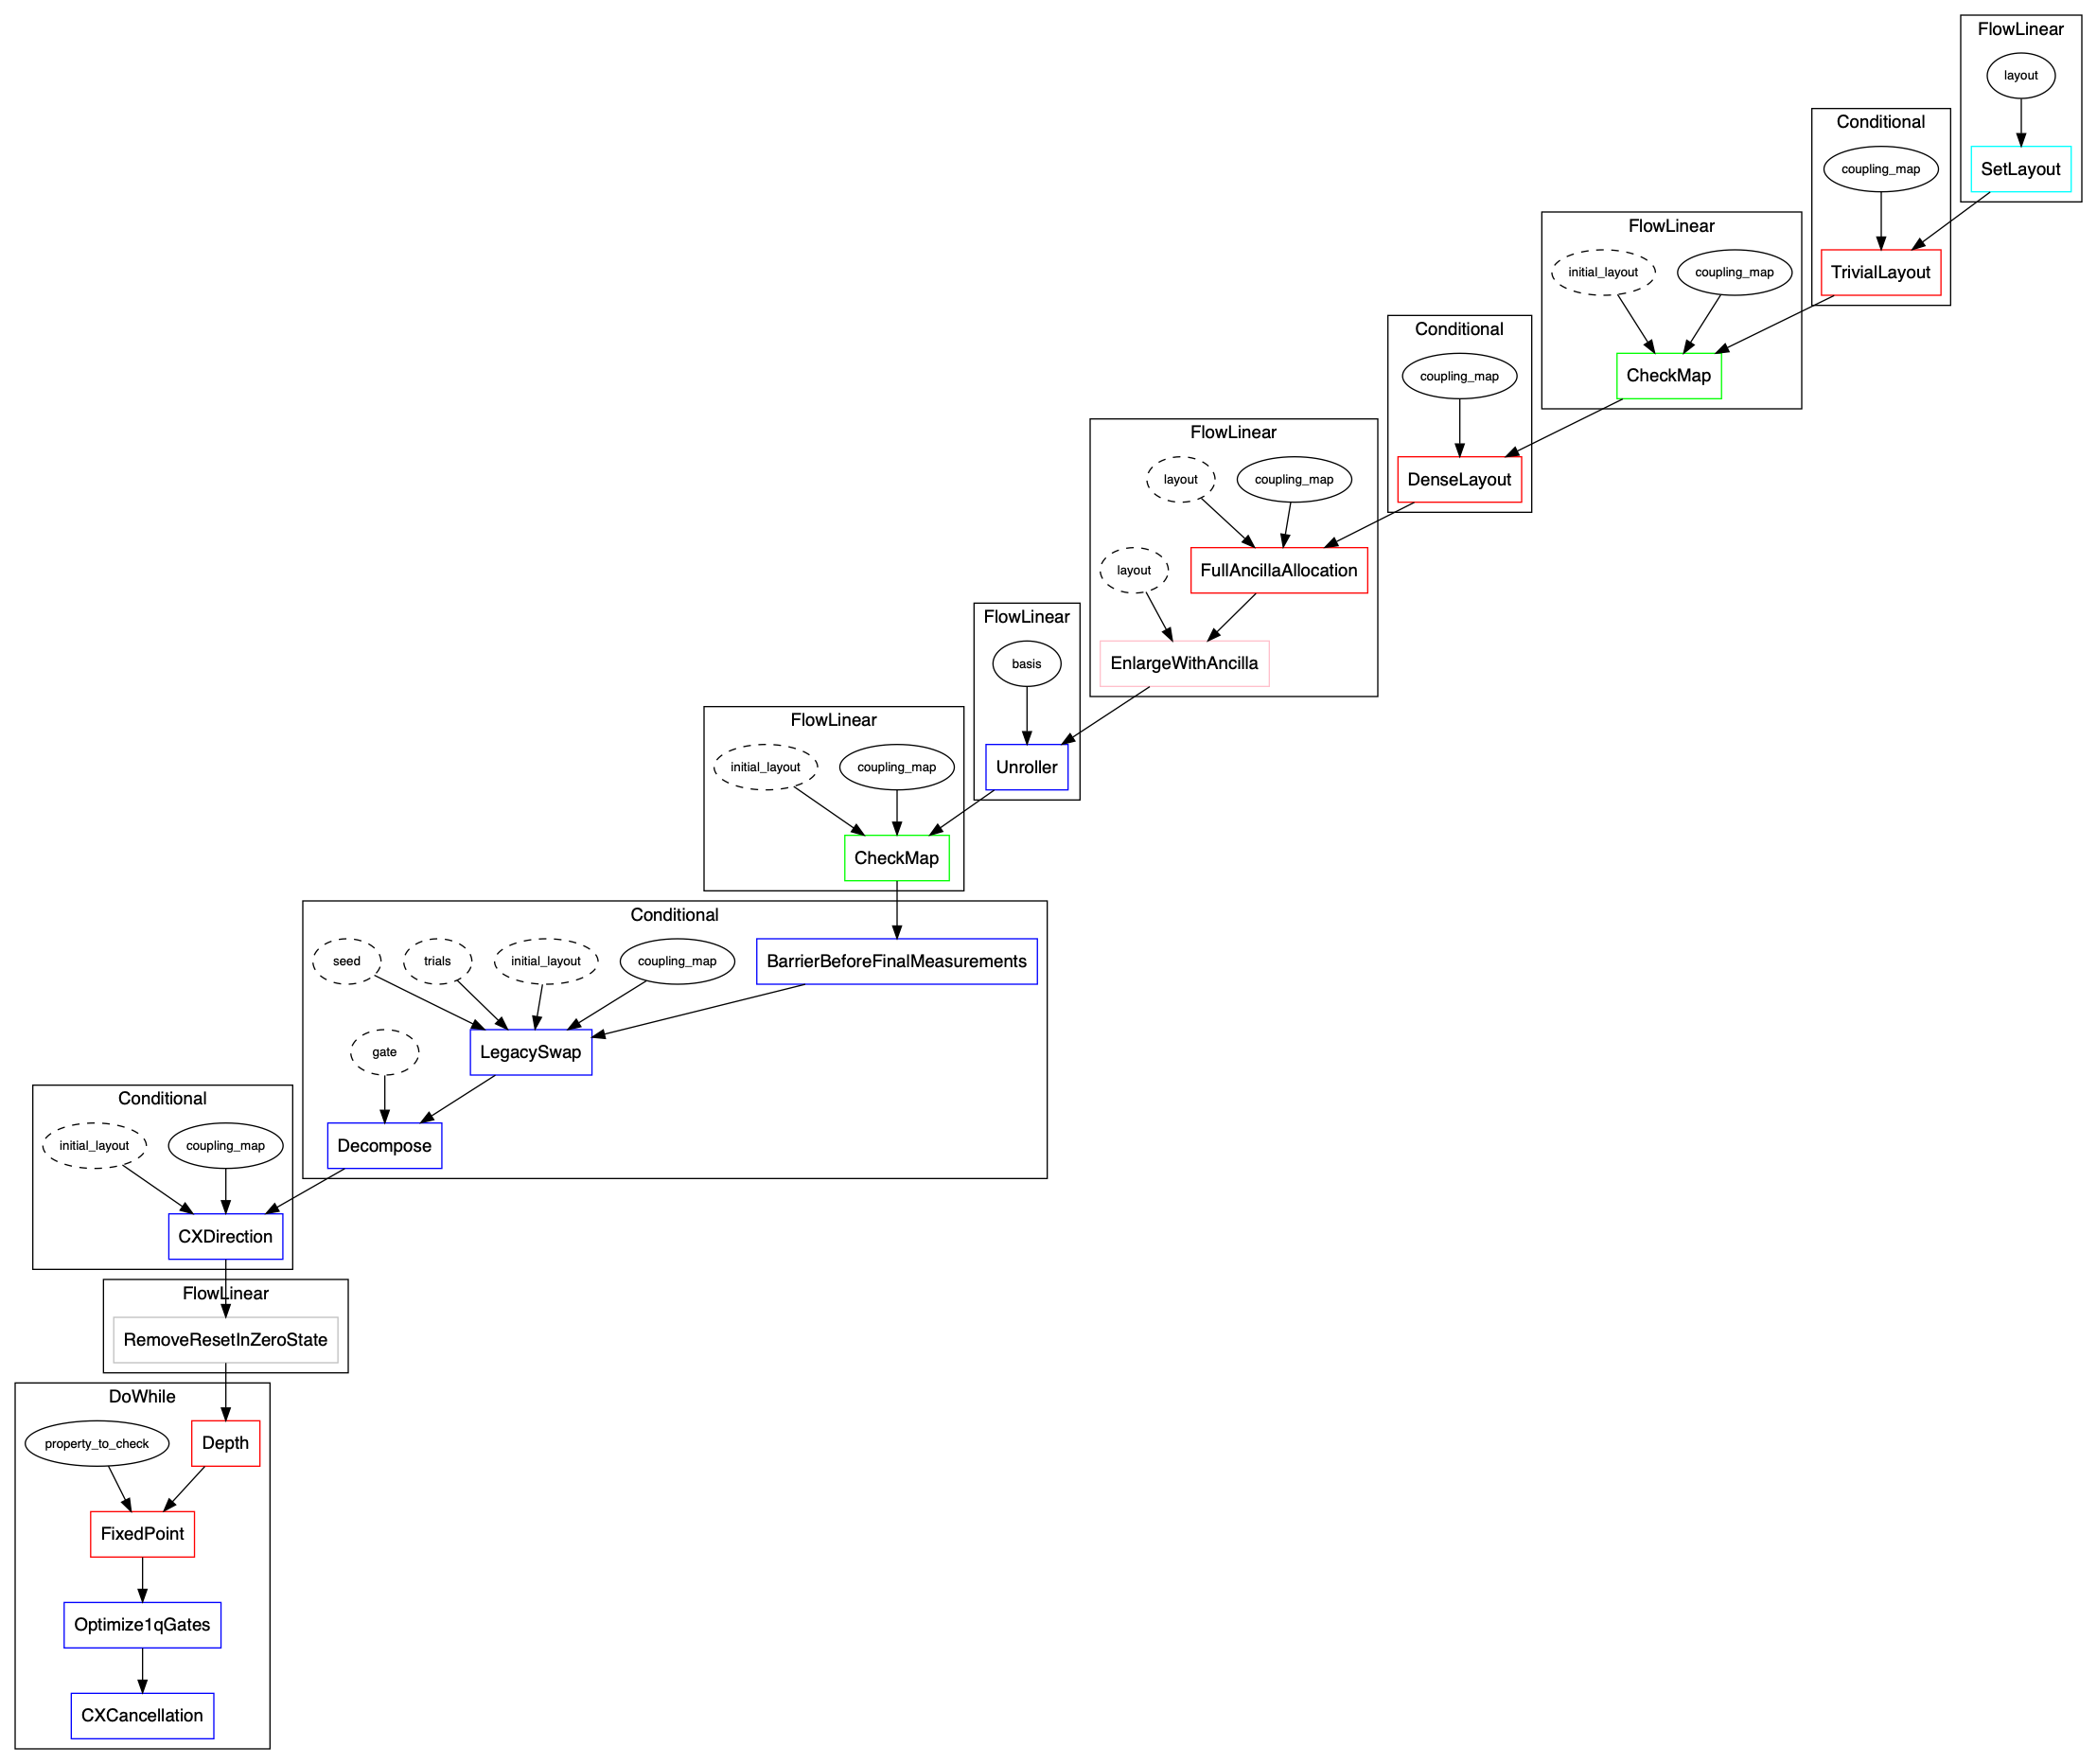 FlowLinear
layout
SetLayout
Conditional
coupling_map
TrivialLayout
FlowLinear
initial_layout
coupling_map
CheckMap
Conditional
coupling_map
DenseLayout
FlowLinear
layout
coupling_map
FullAncillaAllocation
layout
EnlargeWithAncilla
FlowLinear
basis
Unroller
FlowLinear
initial_layout
coupling_map
CheckMap
Conditional
seed
trials
initial_layout
coupling_map
BarrierBeforeFinalMeasurements
LegacySwap
gate
Decompose
Conditional
initial_layout
coupling_map
CXDirection
FlowLinear
RemoveResetInZeroState
DoWhile
property_to_check
Depth
FixedPoint
Optimize1qGates
CXCancellation